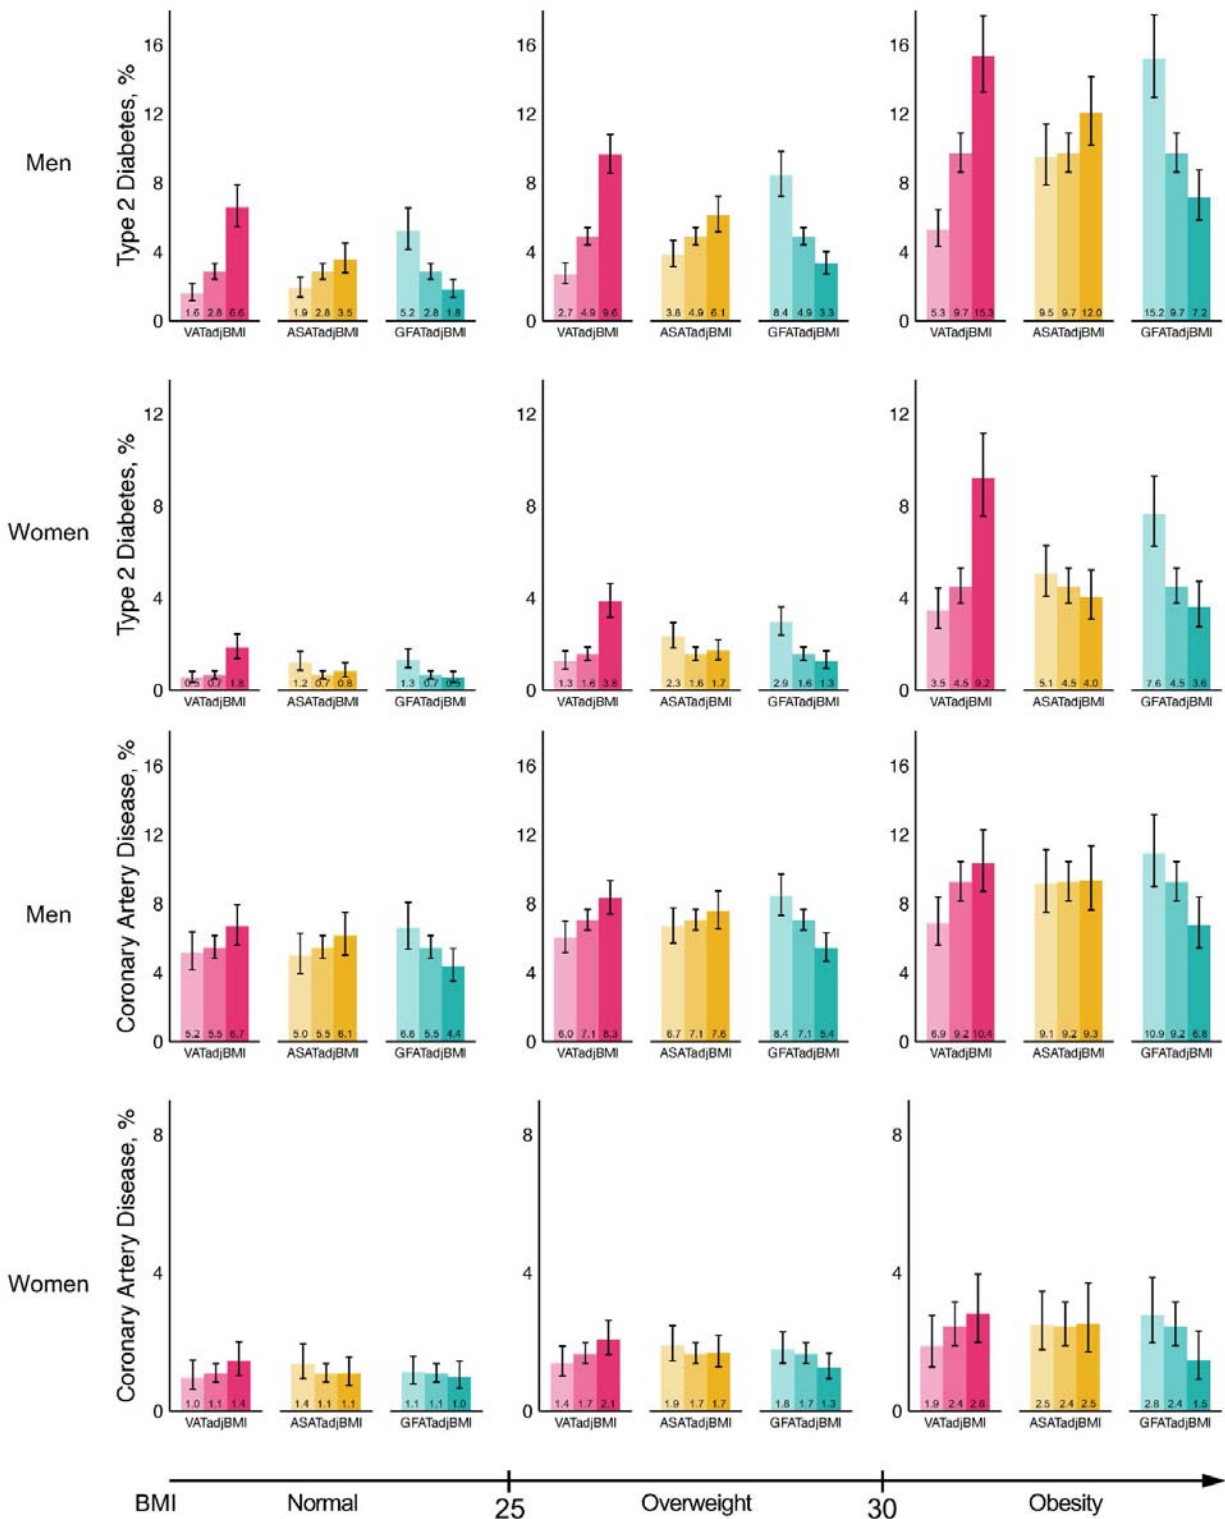 Men
Type 2 Diabetes, %
16
12
8
4
0
1.6 2.8 6.6
1.9 2.8 3.5
5.2 2.8 1.8
VATadjBMI ASATadjBMI GFATadjBMI
16
12
8
4
0
2.7 4.9 9.6
3.8 4.9 6.1
8.4 4.9 3.3
VATadjBMI ASATadjBMI GFATadjBMI
16
12
8
4
0
5.3 9.7 15.3
9.5 9.7 12.0
15.2 9.7 7.2
VATadjBMI ASATadjBMI GFATadjBMI
Women
Type 2 Diabetes, %
12
8
4
0
0.5 0.7 1.8
1.2 0.7 0.8
1.3 0.7 0.5
VATadjBMI ASATadjBMI GFATadjBMI
12
8
4
0
1.3 1.6 3.8
2.3 1.6 1.7
2.9 1.6 1.3
VATadjBMI ASATadjBMI GFATadjBMI
12
8
4
0
3.5 4.5 9.2
5.1 4.5 4.0
7.6 4.5 3.6
VATadjBMI ASATadjBMI GFATadjBMI
Men
Coronary Artery Disease, %
16
12
8
4
0
5.2 5.5 6.7
5.0 5.5 6.1
6.6 5.5 4.4
VATadjBMI ASATadjBMI GFATadjBMI
16
12
8
4
0
6.0 7.1 8.3
6.7 7.1 7.6
8.4 7.1 5.4
VATadjBMI ASATadjBMI GFATadjBMI
16
12
8
4
0
6.9 9.2 10.4
9.1 9.2 9.3
10.9 9.2 6.8
VATadjBMI ASATadjBMI GFATadjBMI
Women
Coronary Artery Disease, %
8
4
0
1.0 1.1 1.4
1.4 1.1 1.1
1.1 1.1 1.0
VATadjBMI ASATadjBMI GFATadjBMI
8
4
0
1.4 1.7 2.1
1.9 1.7 1.7
1.8 1.7 1.3
VATadjBMI ASATadjBMI GFATadjBMI
8
4
0
1.9 2.4 2.8
2.5 2.4 2.5
2.8 2.4 1.5
VATadjBMI ASATadjBMI GFATadjBMI
BMI Normal 25 Overweight 30 Obesity